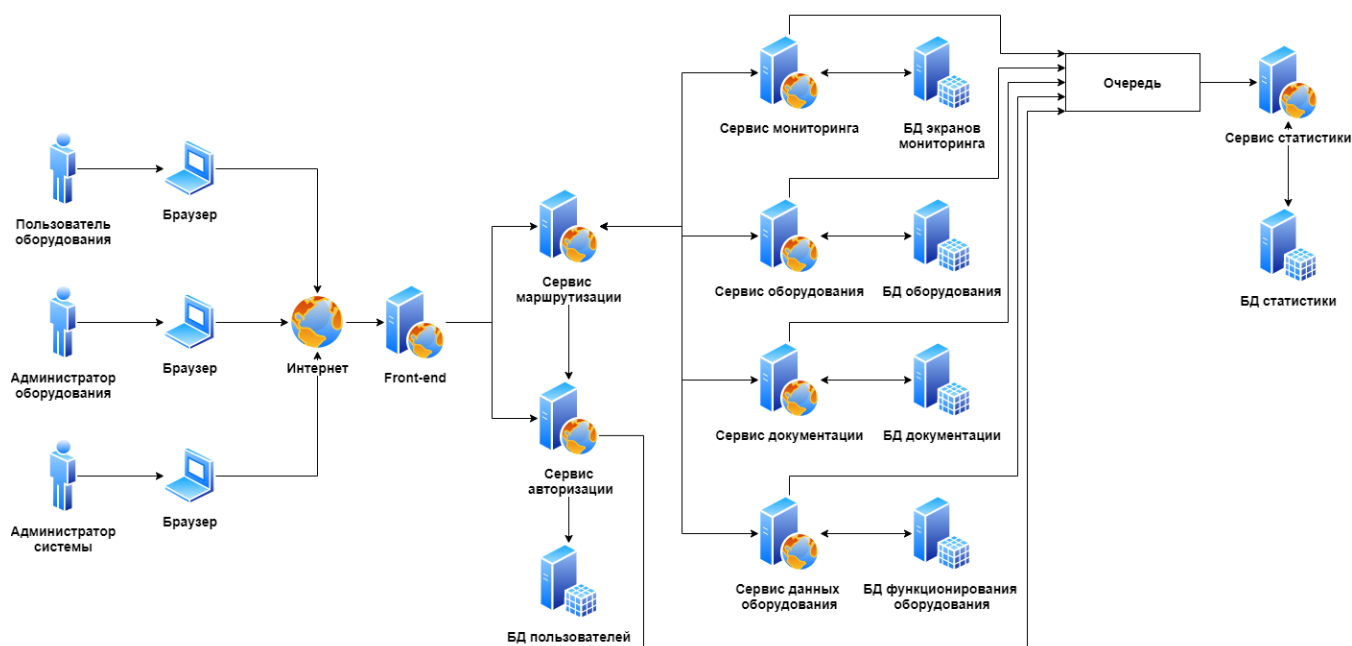 Пользователь
оборудования
Браузер
Администратор
оборудования
Браузер
Администратор
системы
Браузер
Интернет
Front-end
Сервис
маршрутизации
Сервис
авторизации
БД пользователей
Сервис мониторинга
БД экранов
мониторинга
Сервис оборудования
БД оборудования
Сервис документации
БД документации
Сервис данных
оборудования
БД функционирования
оборудования
Очередь
Сервис статистики
БД статистики